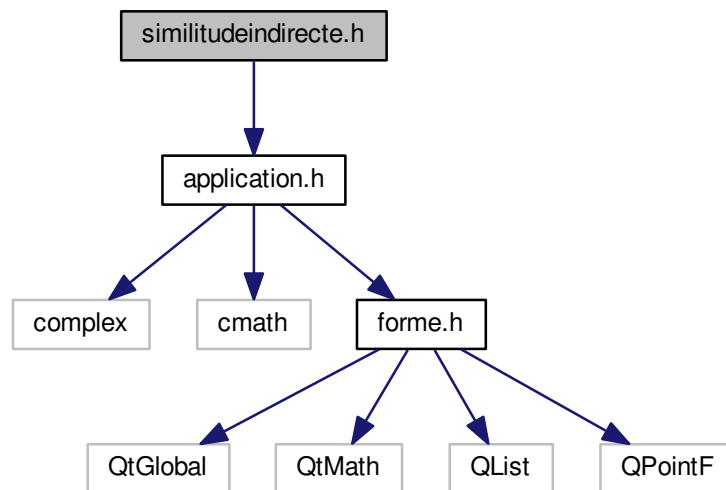 similitudeindirecte.h
application.h
complex
cmath
forme.h
QtGlobal
QtMath
QList
QPointF